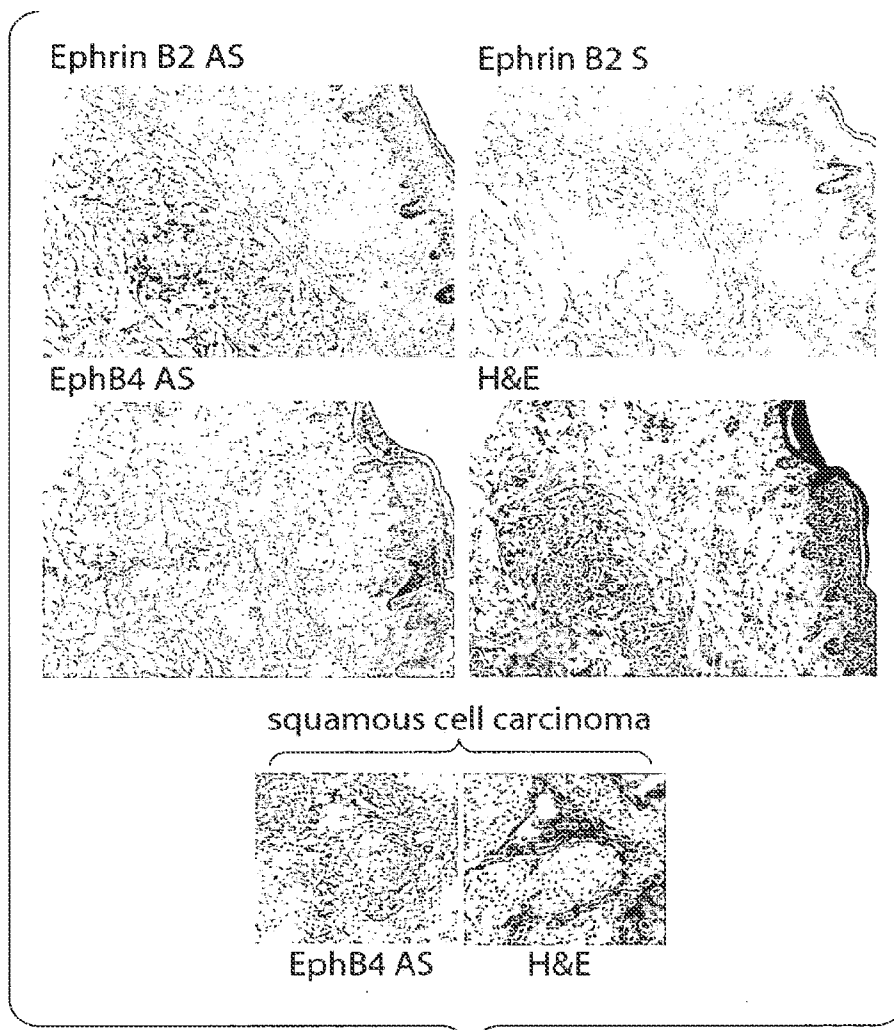 Ephrin B2 AS
Ephrin B2 S
EphB4 AS
H&E
squamous cell carcinoma
EphB4 AS
H&E